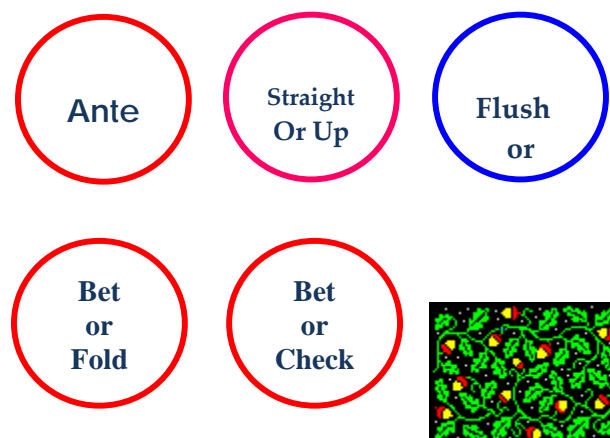 Ante
Straight
Or Up
Flush
or
Bet
or
Fold
Bet
or
Check